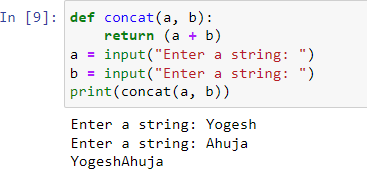 In [9]: def concat(a, b):
    return (a + b)
a = input("Enter a string: ")
b = input("Enter a string: ")
print(concat(a, b))
Enter a string: Yogesh
Enter a string: Ahuja
YogeshAhuja